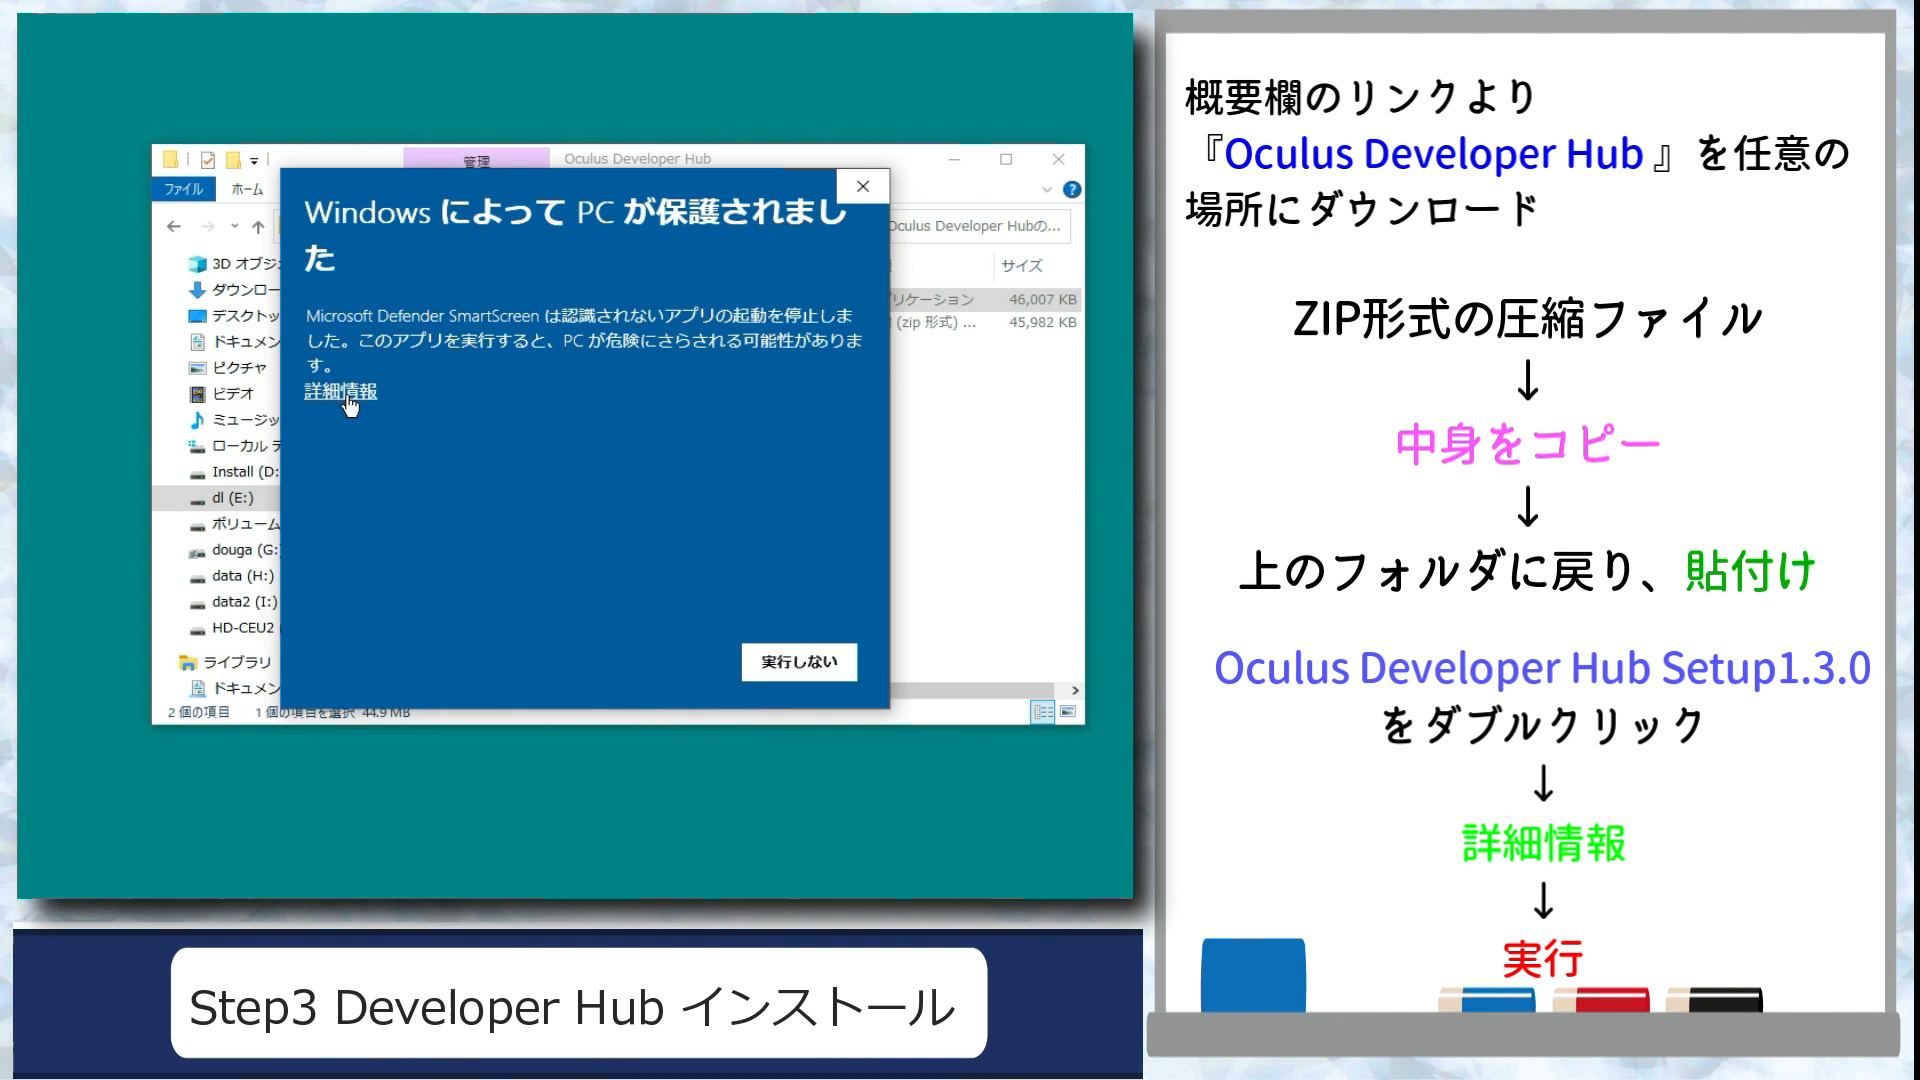 管理
Oculus Developer Hub
ファイル
ホーム
Oculus Developer Hubの...
サイズ
リケーション
46,007 KB
(zip 形式) ...
45,982 KB
3D オブジ
ダウンロー
デスクトッ
ドキュメン
ピクチャ
ビデオ
ミュージッ
ローカル デ
Install (D:
dl (E:)
ボリューム
douga (G:
data (H:)
data2 (I:)
HD-CEU2
ライブラリ
ドキュメン
2 個の項目
1 個の項目を選択 44.9 MB
Windows によって PC が保護されまし
た
Microsoft Defender SmartScreen は認識されないアプリの起動を停止しま
した。このアプリを実行すると、PC が危険にさらされる可能性がありま
す。
詳細情報
実行しない
Step3 Developer Hub インストール
概要欄のリンクより
『Oculus Developer Hub 』を任意の
場所にダウンロード
ZIP形式の圧縮ファイル
↓
中身をコピー
↓
上のフォルダに戻り、貼付け
Oculus Developer Hub Setup1.3.0
をダブルクリック
↓
詳細情報
↓
実行